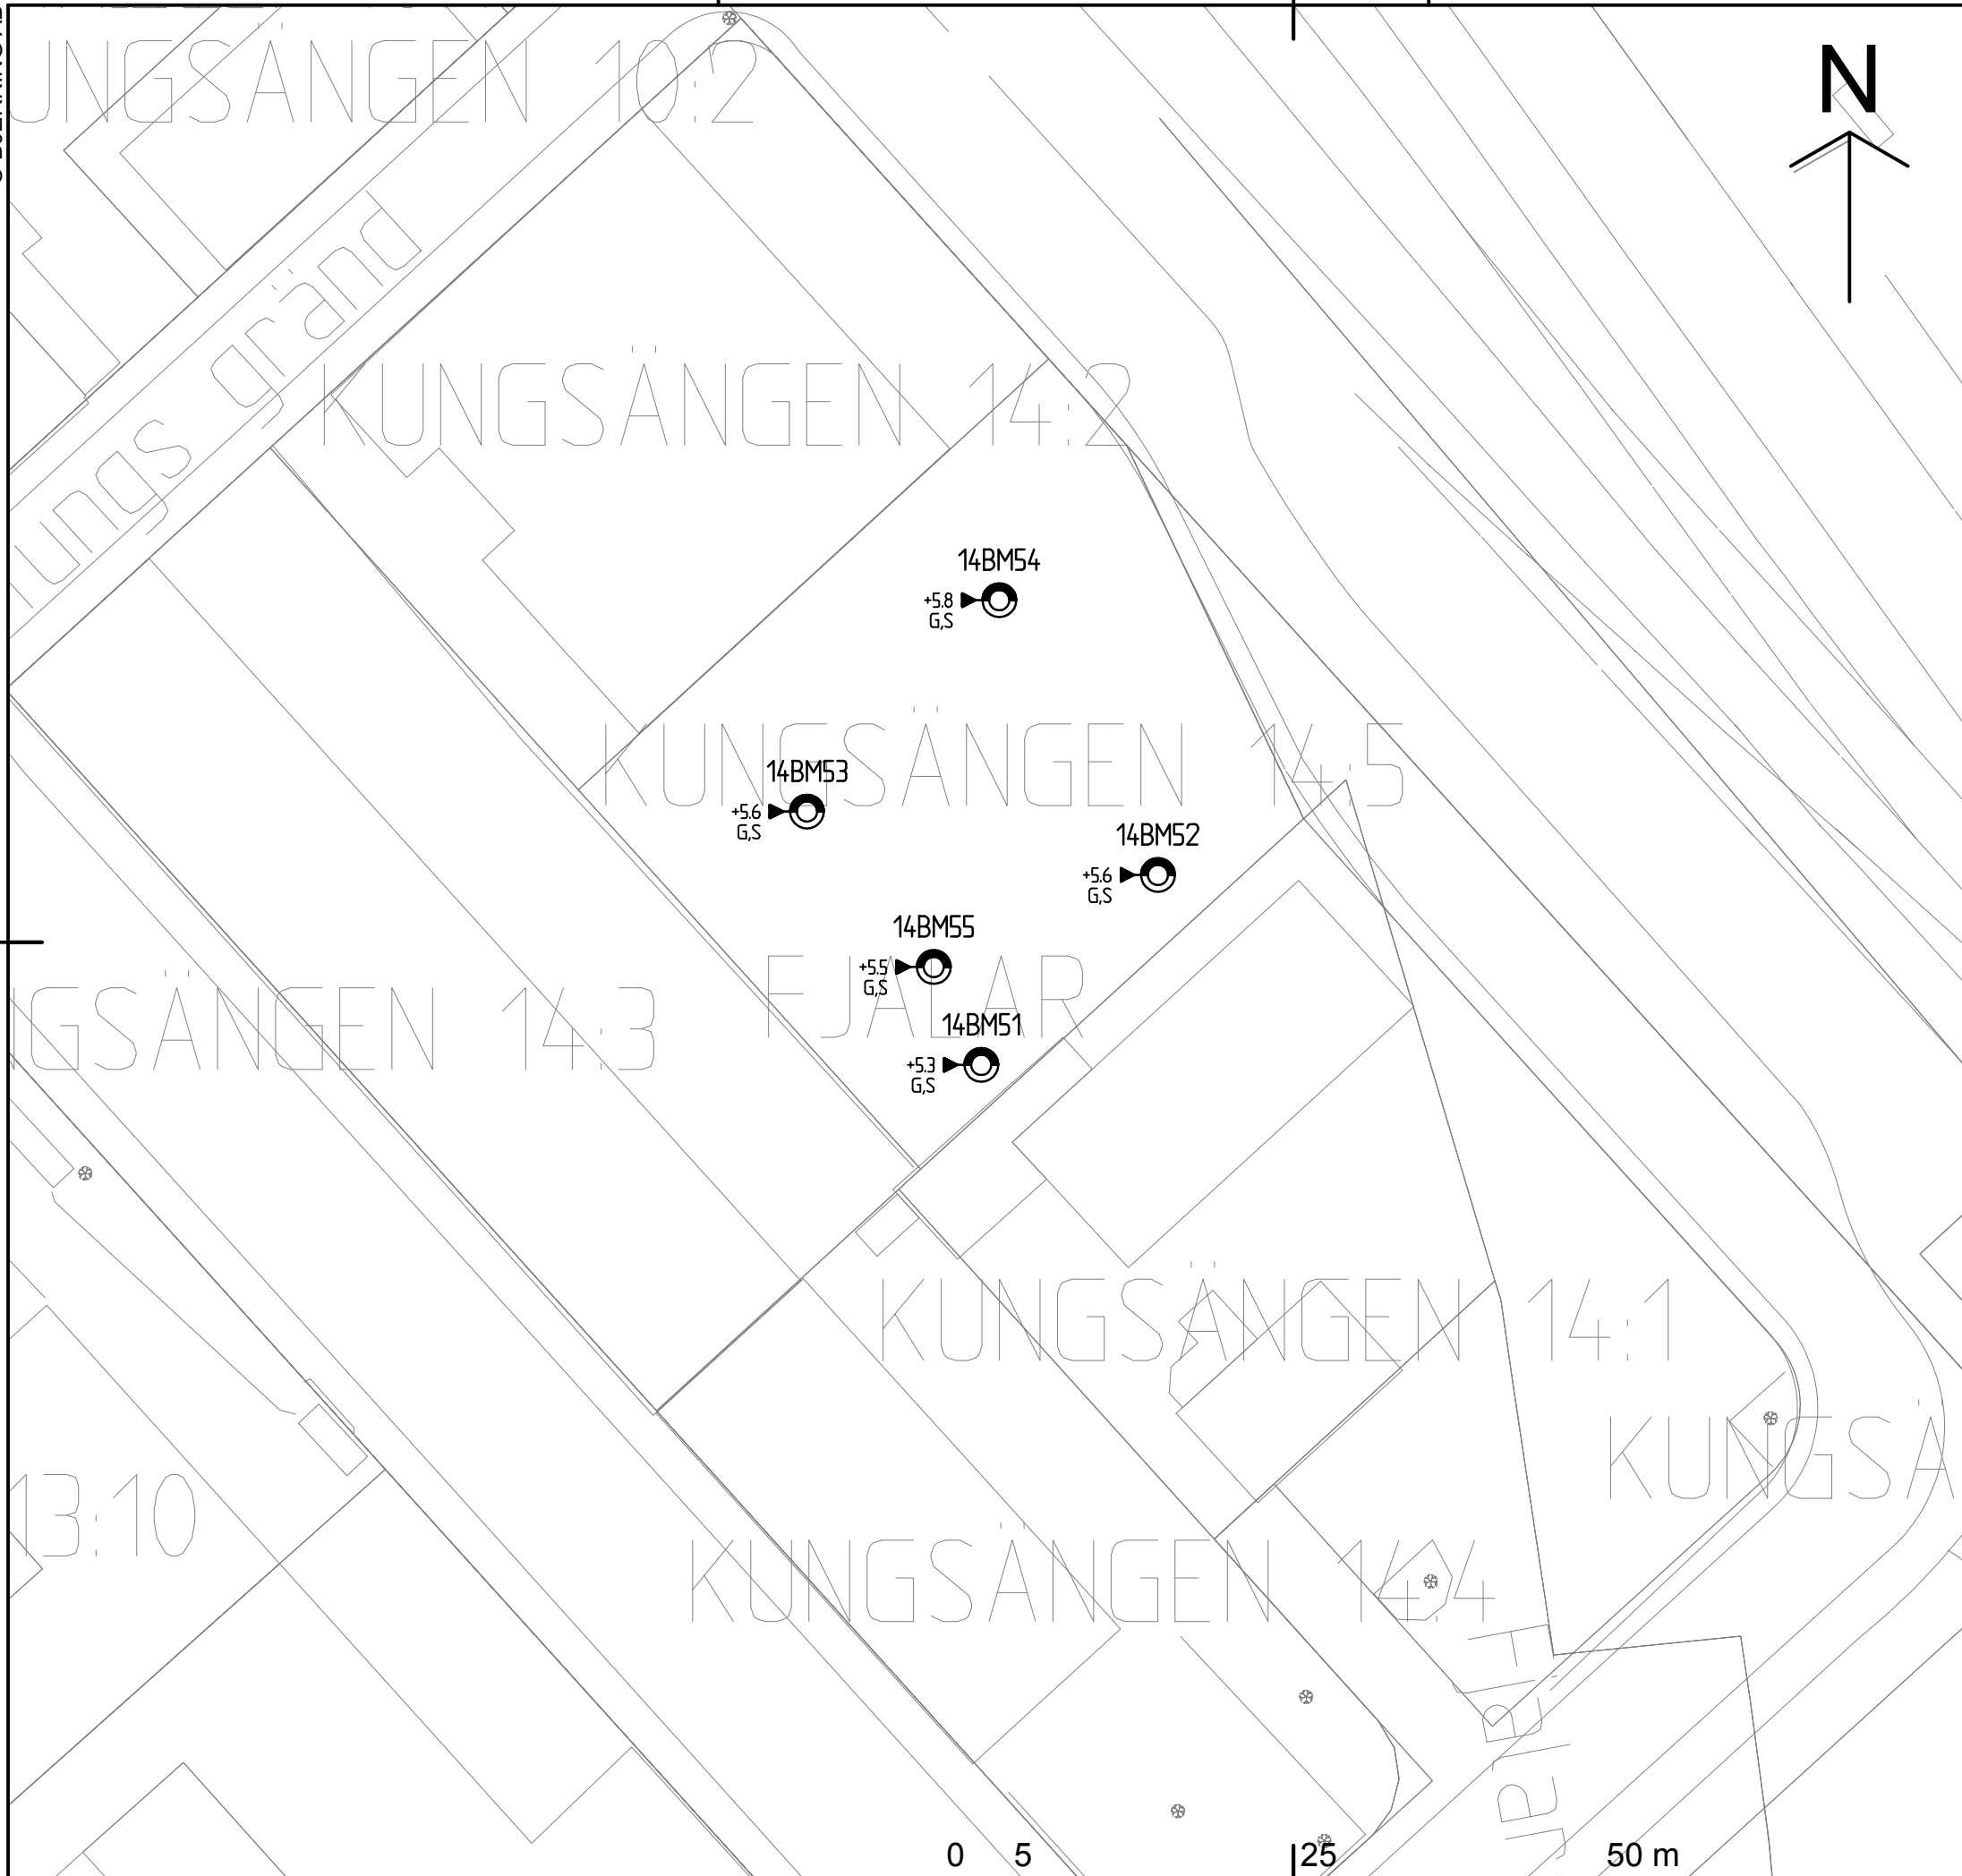 UNGSÄNGEN 10:2
N
ungs gränd
KUNGSÄNGEN 14:2
14BM54
+5.8
G,S
KUNGSÄNGEN 14:5
14BM53
+5.6
G,S
14BM52
+5.6
G,S
14BM55
+5.5
G,S
FJALAR
NGSÄNGEN 14:3
14BM51
+5.3
G,S
KUNGSÄNGEN 14:1
KUNGSÄ
13:10
KUNGSÄNGEN 14:4
0 5 25 50 m